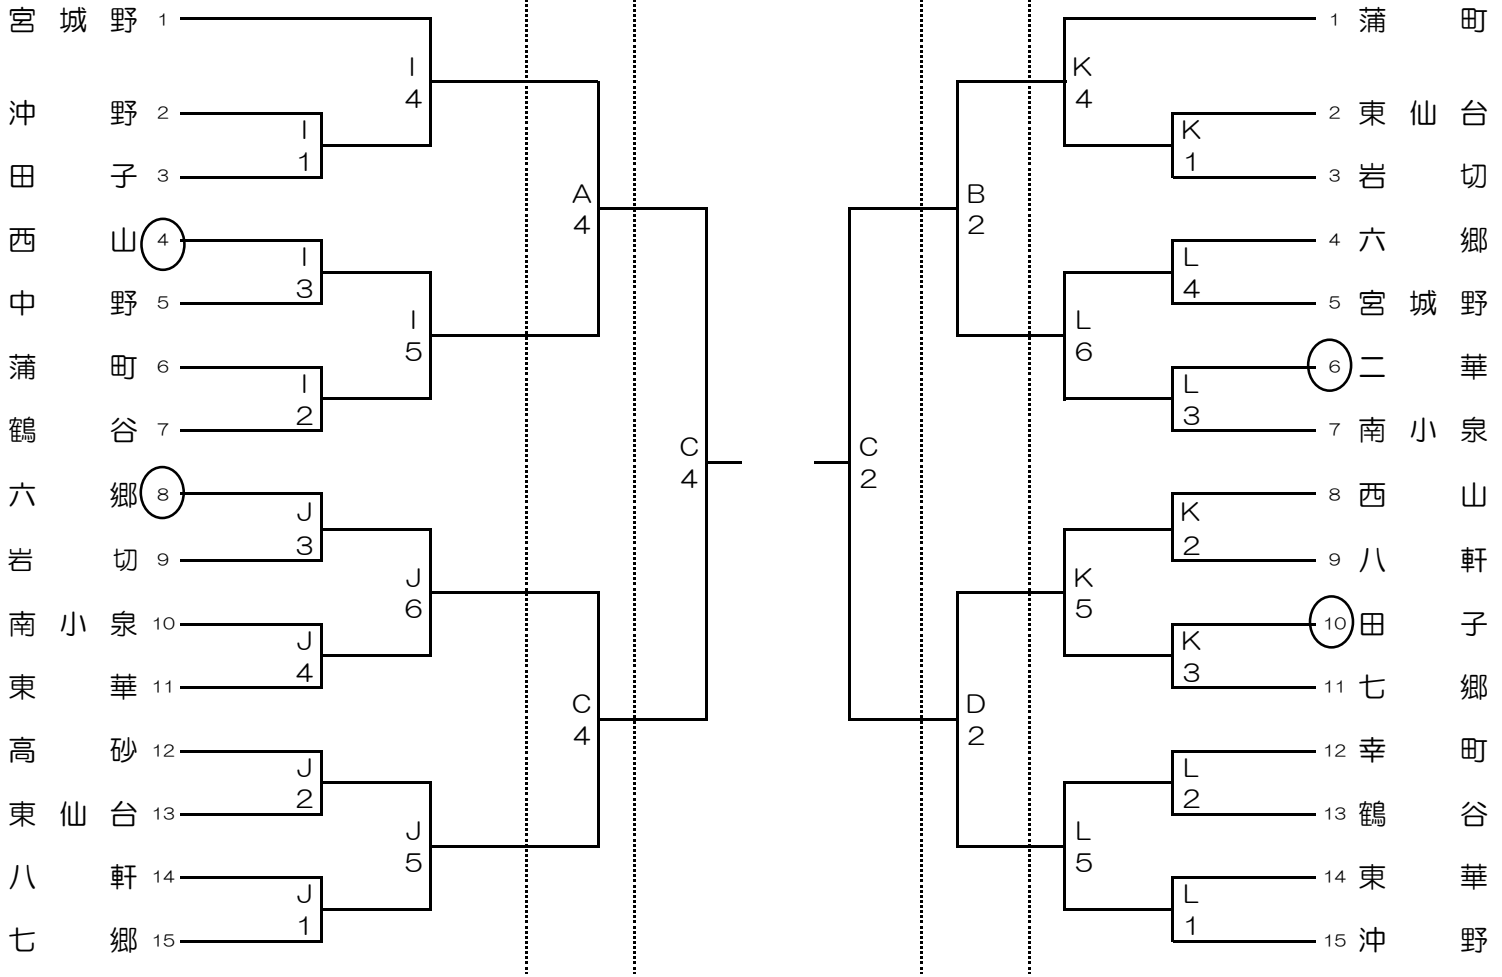 宮城野 1
I
4
沖野 2
I
1
田子 3
A
4
西山 4
I
3
中野 5
I
5
蒲町 6
I
2
鶴谷 7
C
4
六郷 8
J
3
岩切 9
J
6
南小泉 10
J
4
東華 11
C
4
高砂 12
J
2
東仙台 13
J
5
八軒 14
J
1
七郷 15
1 蒲町
K
4
2 東仙台
K
1
3 岩切
B
2
4 六郷
L
4
5 宮城野
L
6
6 二華
L
3
7 南小泉
C
2
8 西山
K
2
9 八軒
K
5
10 田子
K
3
11 七郷
D
2
12 幸町
L
2
13 鶴谷
L
5
14 東華
L
1
15 沖野